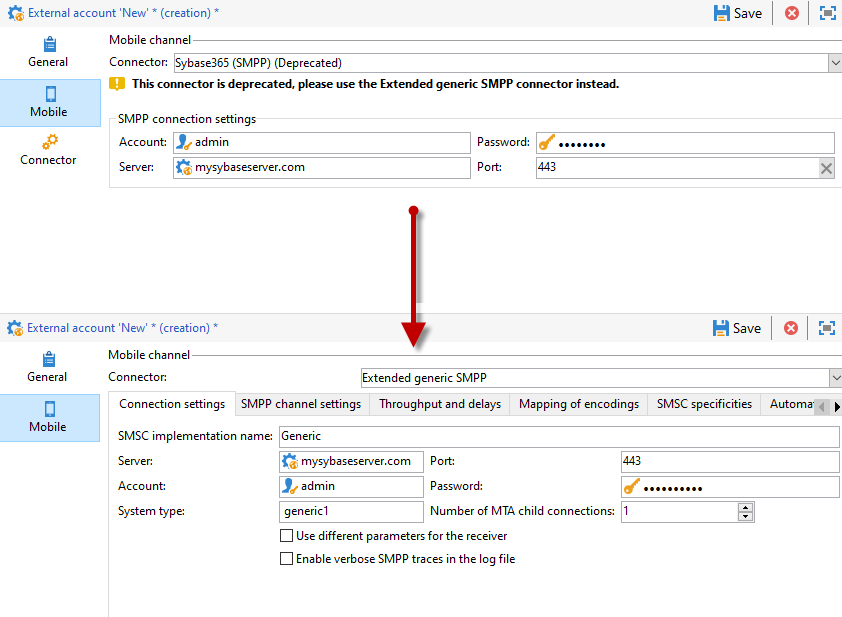 External account 'New' * (creation) *
Save
General
Mobile
Connector
Mobile channel
Connector: Sybase365 (SMPP) (Deprecated)
This connector is deprecated, please use the Extended generic SMPP connector instead.
SMPP connection settings
Account: admin Password: ••••••••
Server: mysybaseserver.com Port: 443
External account 'New' * (creation) *
Save
General
Mobile
Mobile channel
Connector: Extended generic SMPP
Connection settings SMPP channel settings Throughput and delays Mapping of encodings SMSC specificities Automa
SMSC implementation name: Generic
Server: mysybaseserver.com Port: 443
Account: admin Password: ••••••••••
System type: generic1 Number of MTA child connections: 1
Use different parameters for the receiver
Enable verbose SMPP traces in the log file